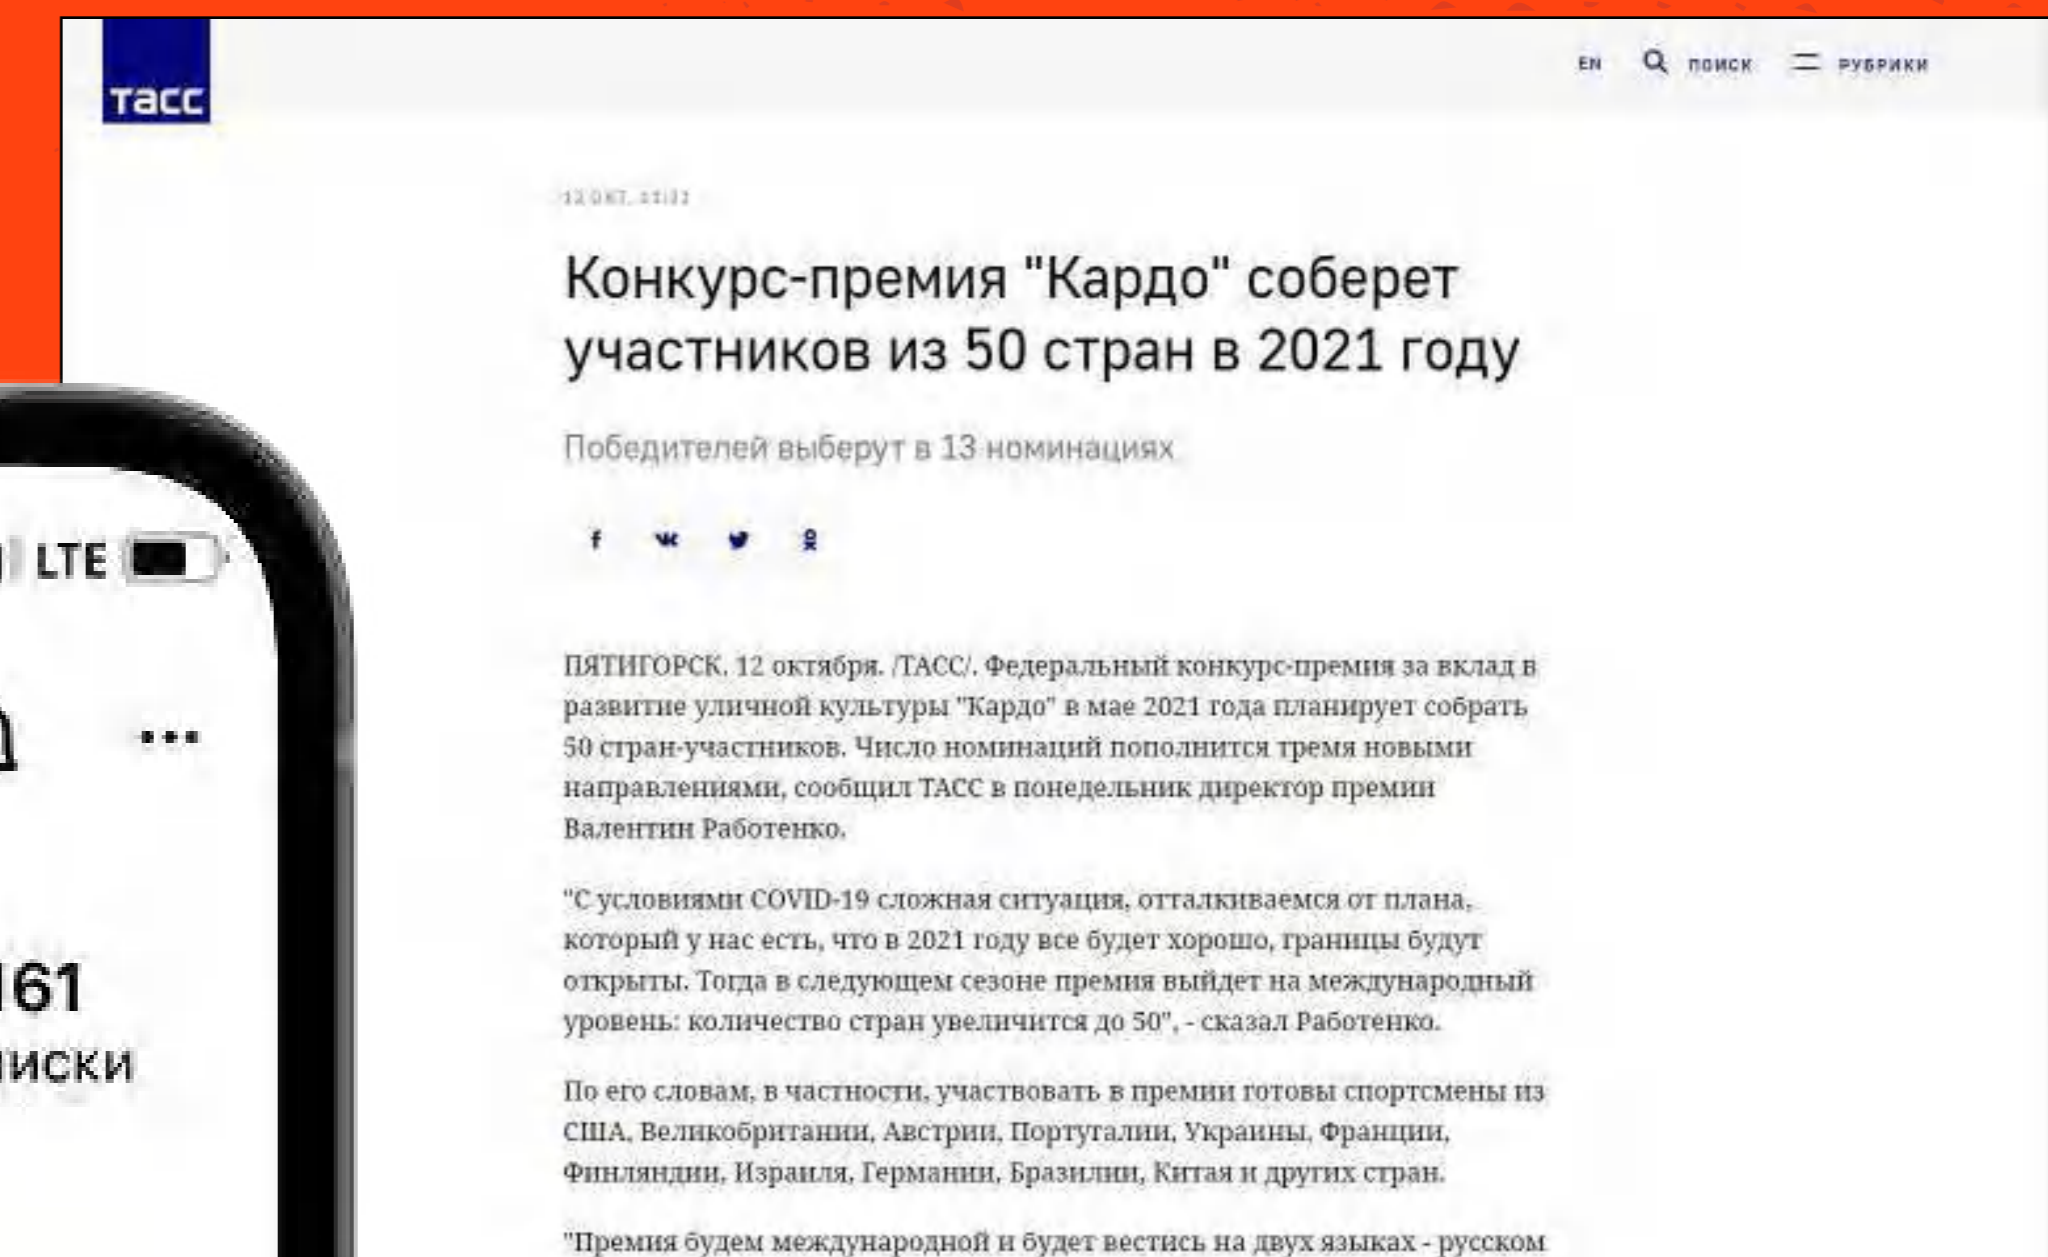 тасс
EN ПОИСК РУБРИКИ
Конкурс-премия "Кардо" соберет
участников из 50 стран в 2021 году
Победителей выберут в 13 номинациях
ПЯТИГОРСК, 12 октября. /ТАСС/. Федеральный конкурс-премия за вклад в
развитие уличной культуры "Кардо" в мае 2021 года планирует собрать
50 стран-участников. Число номинаций пополнится тремя новыми
направлениями, сообщил ТАСС в понедельник директор премии
Валентин Работенко.
"С условиями COVID-19 сложная ситуация, отталкиваемся от плана,
который у нас есть, что в 2021 году все будет хорошо, границы будут
открыты. Тогда в следующем сезоне премия выйдет на международный
уровень: количество стран увеличится до 50", - сказал Работенко.
По его словам, в частности, участвовать в премии готовы спортсмены из
США, Великобритании, Австрии, Португалии, Украины, Франции,
Финляндии, Израиля, Германии, Бразилии, Китая и других стран.
"Премия будем международной и будет вестись на двух языках - русском
LTE
161
иски